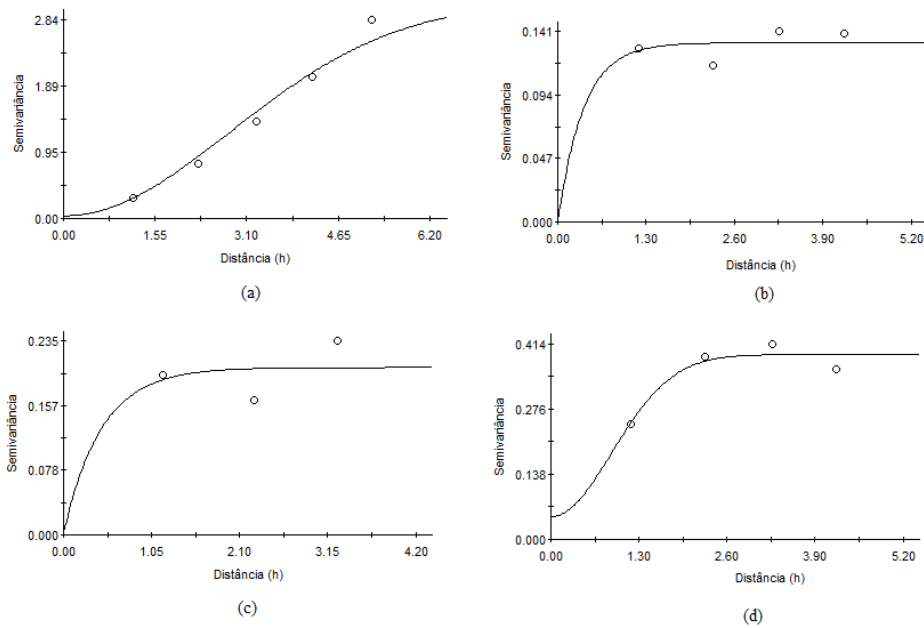 2.84
1.89
0.95
0.00
Semivariância
0.00 1.55 3.10 4.65 6.20
Distância (h)
(a)
0.141
0.094
0.047
0.000
Semivariância
0.00 1.30 2.60 3.90 5.20
Distância (h)
(b)
0.235
0.157
0.078
0.000
Semivariância
0.00 1.05 2.10 3.15 4.20
Distância (h)
(c)
0.414
0.276
0.138
0.000
Semivariância
0.00 1.30 2.60 3.90 5.20
Distância (h)
(d)